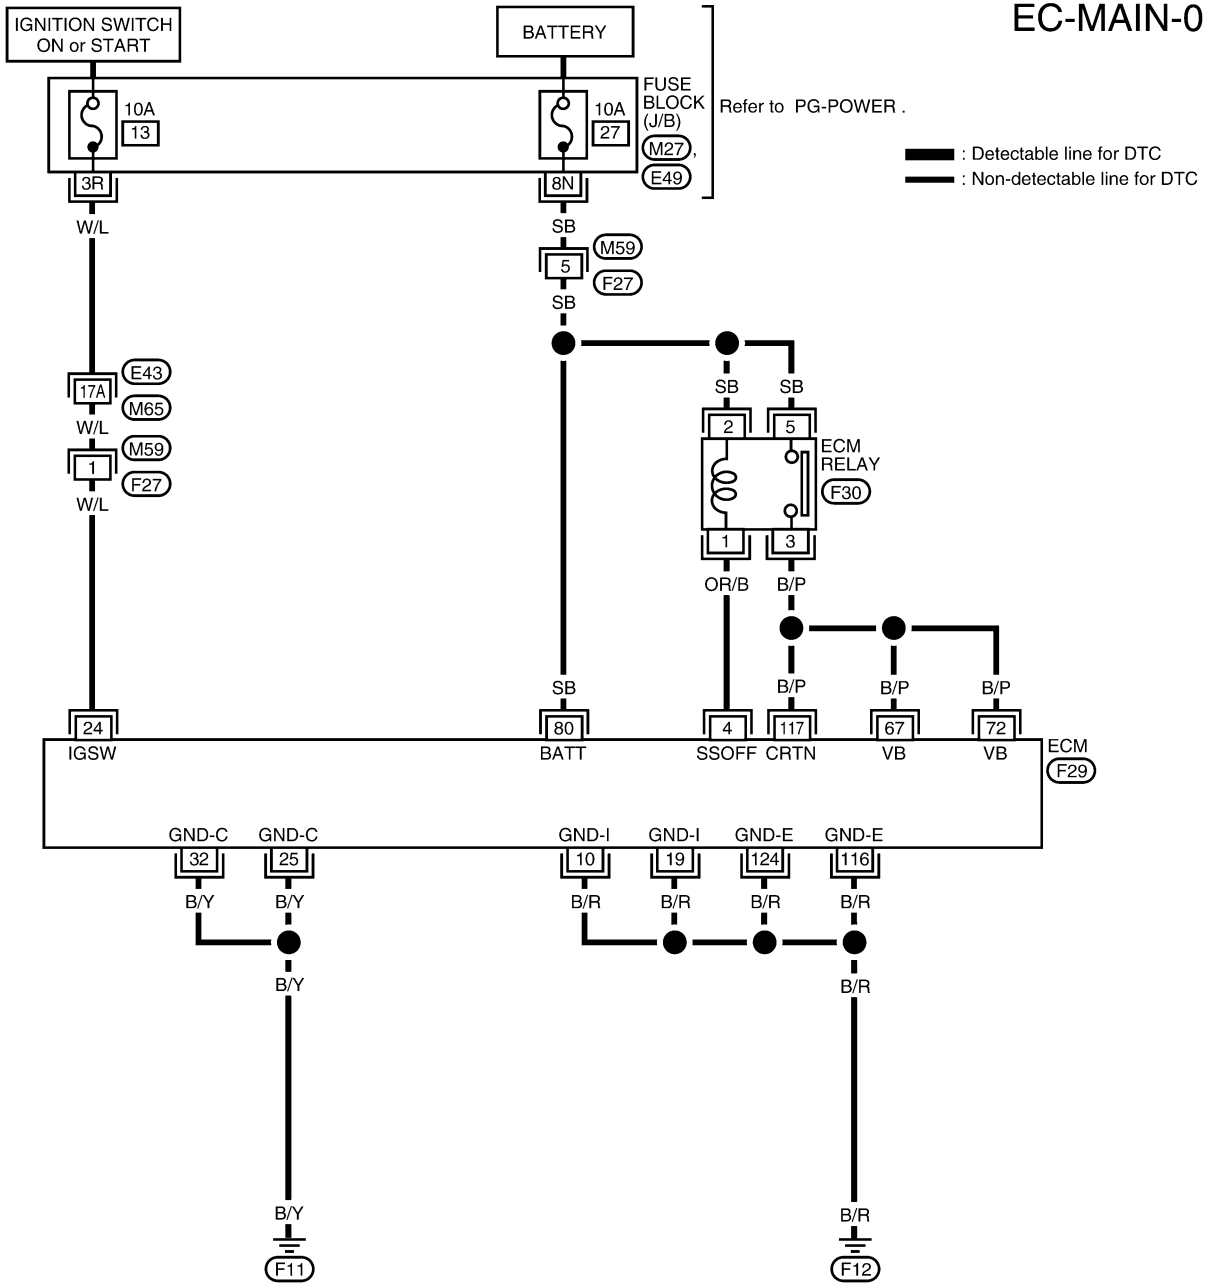 EC-MAIN-0
IGNITION SWITCH
ON or START
BATTERY
10A
13
10A
27
FUSE
BLOCK
(J/B)
M27 ,
E49
Refer to PG-POWER .
: Detectable line for DTC
: Non-detectable line for DTC
3R
8N
W/L
SB
5
M59
F27
SB
17A
E43
M65
W/L
1
M59
F27
W/L
SB
SB
2
5
ECM
RELAY
F30
1
3
OR/B
B/P
SB
B/P
B/P
B/P
24
80
4
117
67
72
IGSW
BATT
SSOFF
CRTN
VB
VB
ECM
F29
GND-C
GND-C
GND-I
GND-I
GND-E
GND-E
32
25
10
19
124
116
B/Y
B/Y
B/R
B/R
B/R
B/R
B/Y
B/R
B/Y
B/R
F11
F12